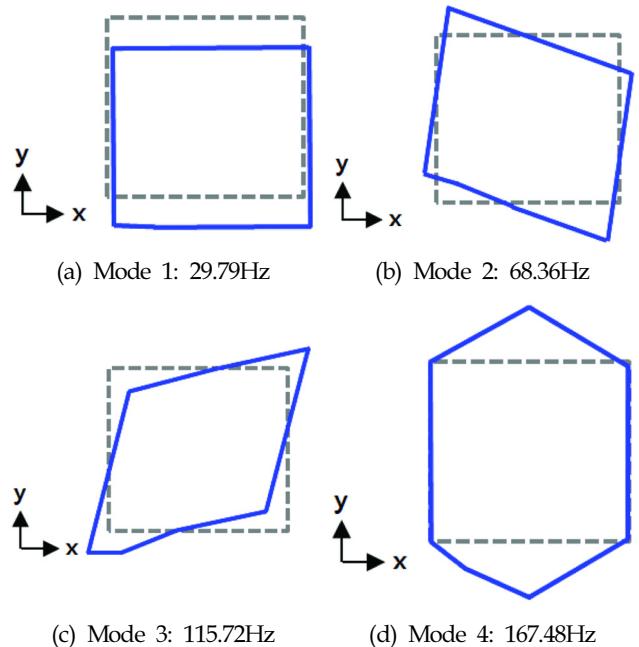 y
x
(a) Mode 1: 29.79Hz
y
x
(b) Mode 2: 68.36Hz
y
x
(c) Mode 3: 115.72Hz
y
x
(d) Mode 4: 167.48Hz